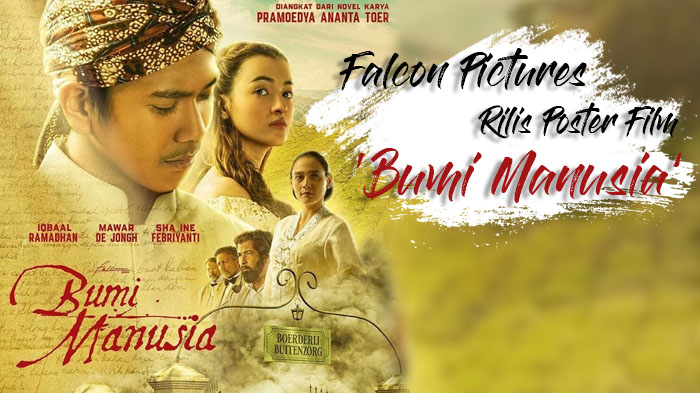 DIANGKAT DARI NOVEL KARYA
PRAMOEDYA ANANTA TOER
Falcon Pictures
Rilis Poster Film
'Bumi Manusia'
IQBAAL RAMADHAN
MAWAR DE JONGH
SHA INE FEBRIYANTI
Falcon
Bumi
Manusia
BOERDERIJ
BUITENZORG